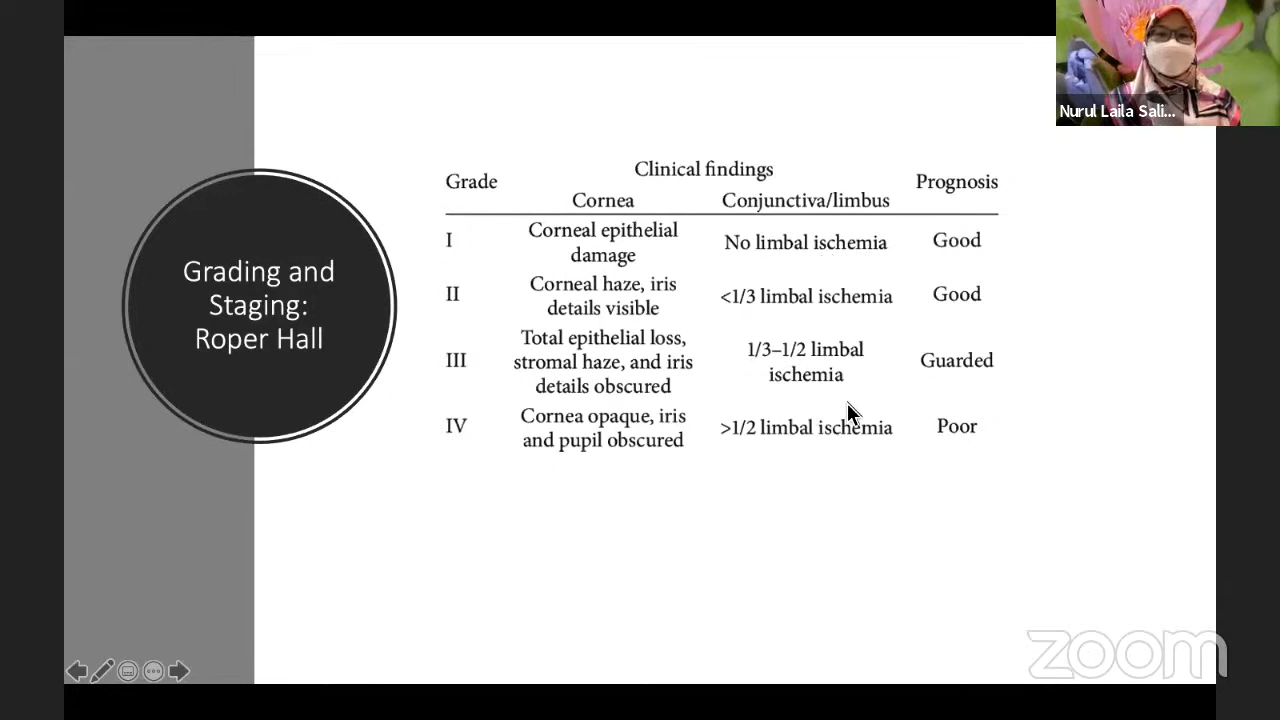 Nurul Laila Sali...
Grading and
Staging:
Roper Hall
Clinical findings
Grade
Prognosis
Cornea
Conjunctiva/limbus
I
Corneal epithelial
damage
No limbal ischemia
Good
II
Corneal haze, iris
details visible
<1/3 limbal ischemia
Good
III
Total epithelial loss,
stromal haze, and iris
details obscured
1/3–1/2 limbal
ischemia
Guarded
IV
Cornea opaque, iris
and pupil obscured
>1/2 limbal ischemia
Poor
zoom